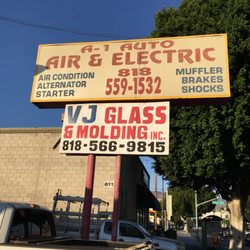 A-1 AUTO
AIR & ELECTRIC
AIR CONDITION
ALTERNATOR
STARTER
818
559-1532
MUFFLER
BRAKES
SHOCKS
VJ GLASS
& MOLDING INC.
818-566-9815